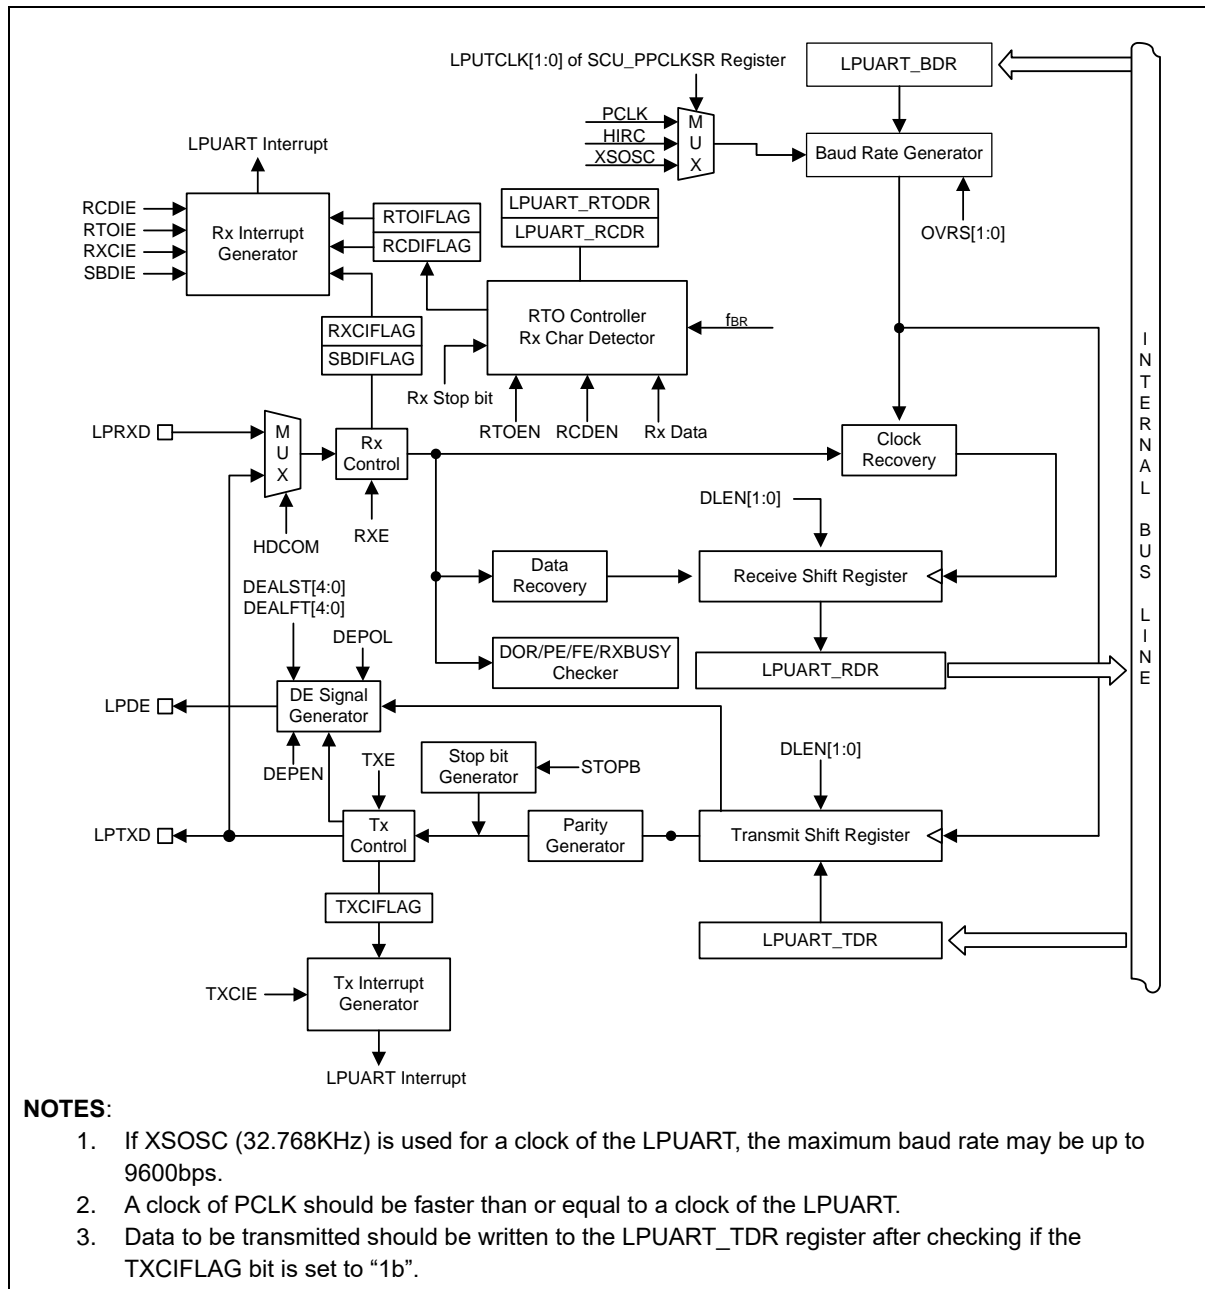 LPUTCLK[1:0] of SCU_PPCLKSR Register
LPUART_BDR
PCLK
HIRC
XSOSC
M
U
X
Baud Rate Generator
OVRS[1:0]
LPUART Interrupt
RCDIE
RTOIE
RXCIE
SBDIE
Rx Interrupt
Generator
RTOIFLAG
RCDIFLAG
LPUART_RTODR
LPUART_RCDR
RTO Controller
Rx Char Detector
fBR
RXCIFLAG
SBDIFLAG
Rx Stop bit
RTOEN
RCDEN
Rx Data
LPRXD
M
U
X
Rx
Control
Clock
Recovery
HDCOM
RXE
DLEN[1:0]
Data
Recovery
Receive Shift Register
DEALST[4:0]
DEALFT[4:0]
DEPOL
DOR/PE/FE/RXBUSY
Checker
LPUART_RDR
LPDE
DE Signal
Generator
DEPEN
TXE
Stop bit
Generator
STOPB
DLEN[1:0]
LPTXD
Tx
Control
Parity
Generator
Transmit Shift Register
TXCIFLAG
LPUART_TDR
TXCIE
Tx Interrupt
Generator
LPUART Interrupt
INTERNAL BUS LINE
NOTES:
1. If XSOSC (32.768KHz) is used for a clock of the LPUART, the maximum baud rate may be up to
9600bps.
2. A clock of PCLK should be faster than or equal to a clock of the LPUART.
3. Data to be transmitted should be written to the LPUART_TDR register after checking if the
TXCIFLAG bit is set to “1b”.